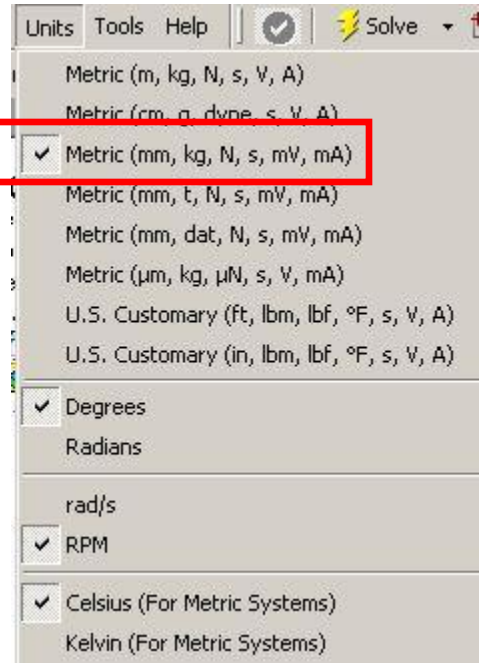 Units Tools Help Solve
Metric (m, kg, N, s, V, A)
Metric (cm, g, dyne, s, V, A)
Metric (mm, kg, N, s, mV, mA)
Metric (mm, t, N, s, mV, mA)
Metric (mm, dat, N, s, mV, mA)
Metric (μm, kg, μN, s, V, mA)
U.S. Customary (ft, lbm, lbf, °F, s, V, A)
U.S. Customary (in, lbm, lbf, °F, s, V, A)
Degrees
Radians
rad/s
RPM
Celsius (For Metric Systems)
Kelvin (For Metric Systems)